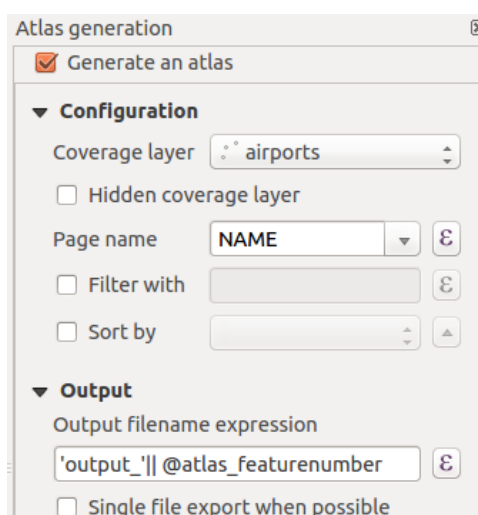 Atlas generation
Generate an atlas
Configuration
Coverage layer airports
Hidden coverage layer
Page name NAME ε
Filter with ε
Sort by
Output
Output filename expression
'output_'|| @atlas_featurenumber ε
Single file export when possible